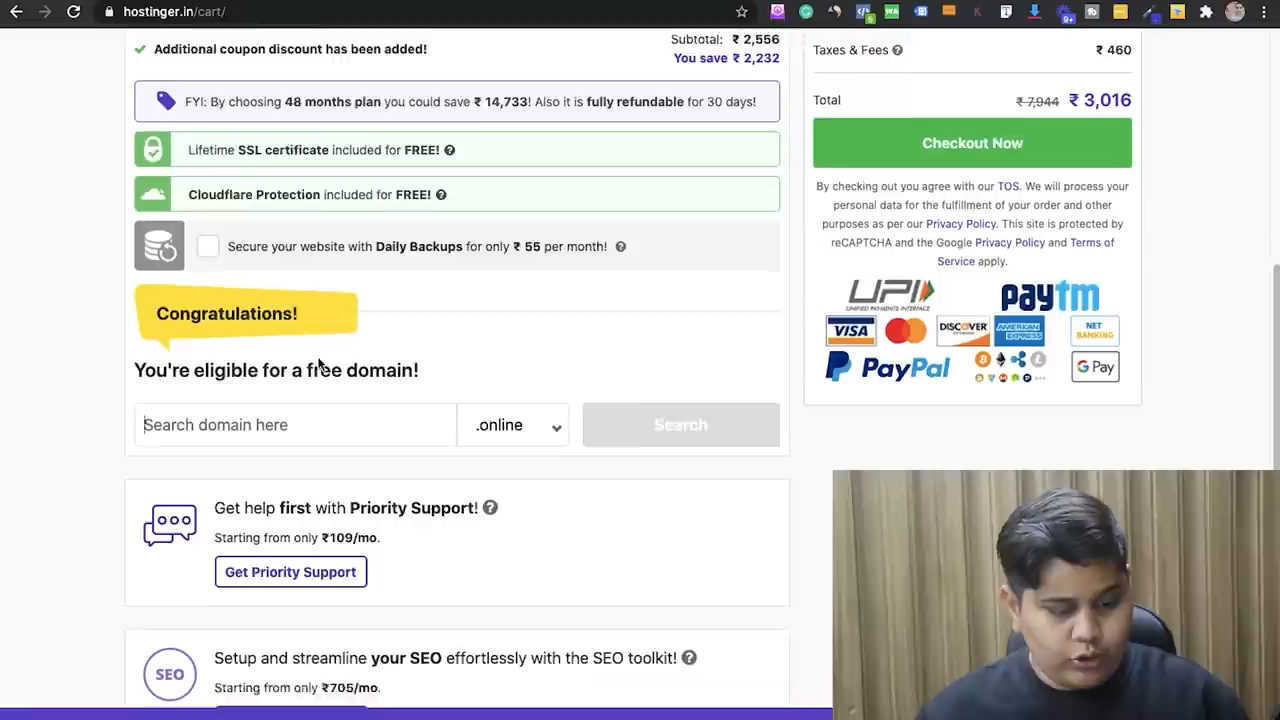 hostinger.in/cart/
Additional coupon discount has been added!
Subtotal: ₹ 2,556
You save ₹ 2,232
FYI: By choosing 48 months plan you could save ₹ 14,733! Also it is fully refundable for 30 days!
Lifetime SSL certificate included for FREE!
Cloudflare Protection included for FREE!
Secure your website with Daily Backups for only ₹ 55 per month!
Congratulations!
You're eligible for a free domain!
Search domain here
.online
Search
Get help first with Priority Support!
Starting from only ₹109/mo.
Get Priority Support
SEO
Setup and streamline your SEO effortlessly with the SEO toolkit!
Starting from only ₹705/mo.
Taxes & Fees
₹ 460
Total
₹ 7,944 ₹ 3,016
Checkout Now
By checking out you agree with our TOS. We will process your
personal data for the fulfillment of your order and other
purposes as per our Privacy Policy. This site is protected by
reCAPTCHA and the Google Privacy Policy and Terms of
Service apply.
UPI
UNIFIED PAYMENTS INTERFACE
paytm
VISA
DISCOVER
AMERICAN EXPRESS
NET
BANKING
PayPal
G Pay